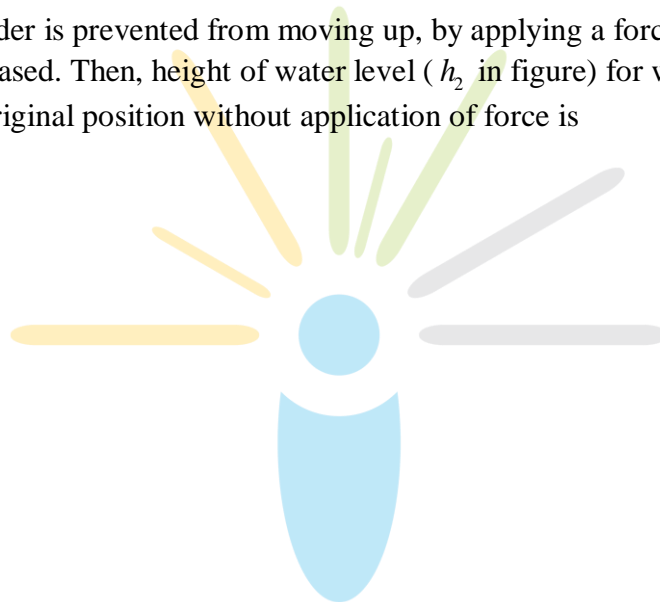 der is prevented from moving up, by applying a forc
ased. Then, height of water level ( h₂ in figure) for w
riginal position without application of force is